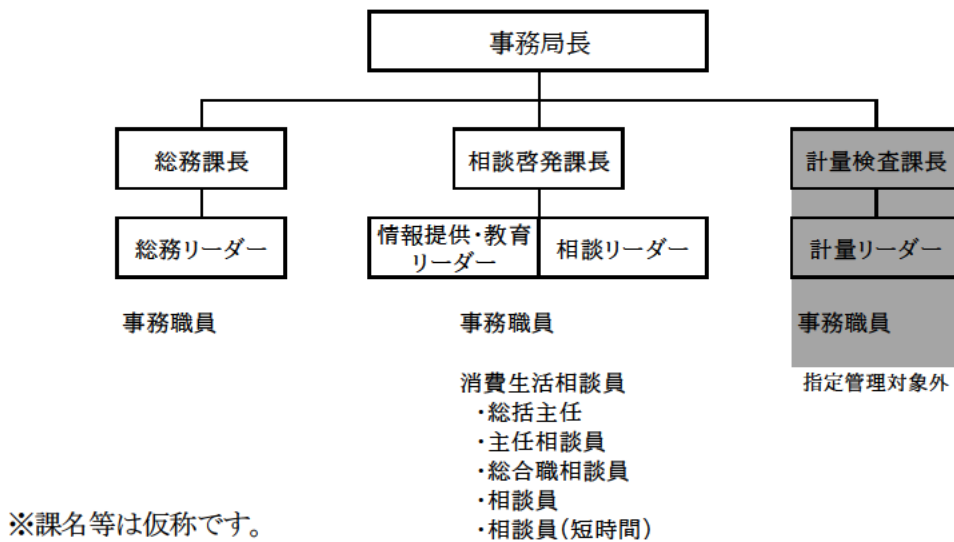 事務局長
総務課長
相談啓発課長
計量検査課長
総務リーダー
情報提供・教育
リーダー
相談リーダー
計量リーダー
事務職員
事務職員
事務職員
消費生活相談員
指定管理対象外
・総括主任
・主任相談員
・総合職相談員
・相談員
・相談員(短時間)
※課名等は仮称です。